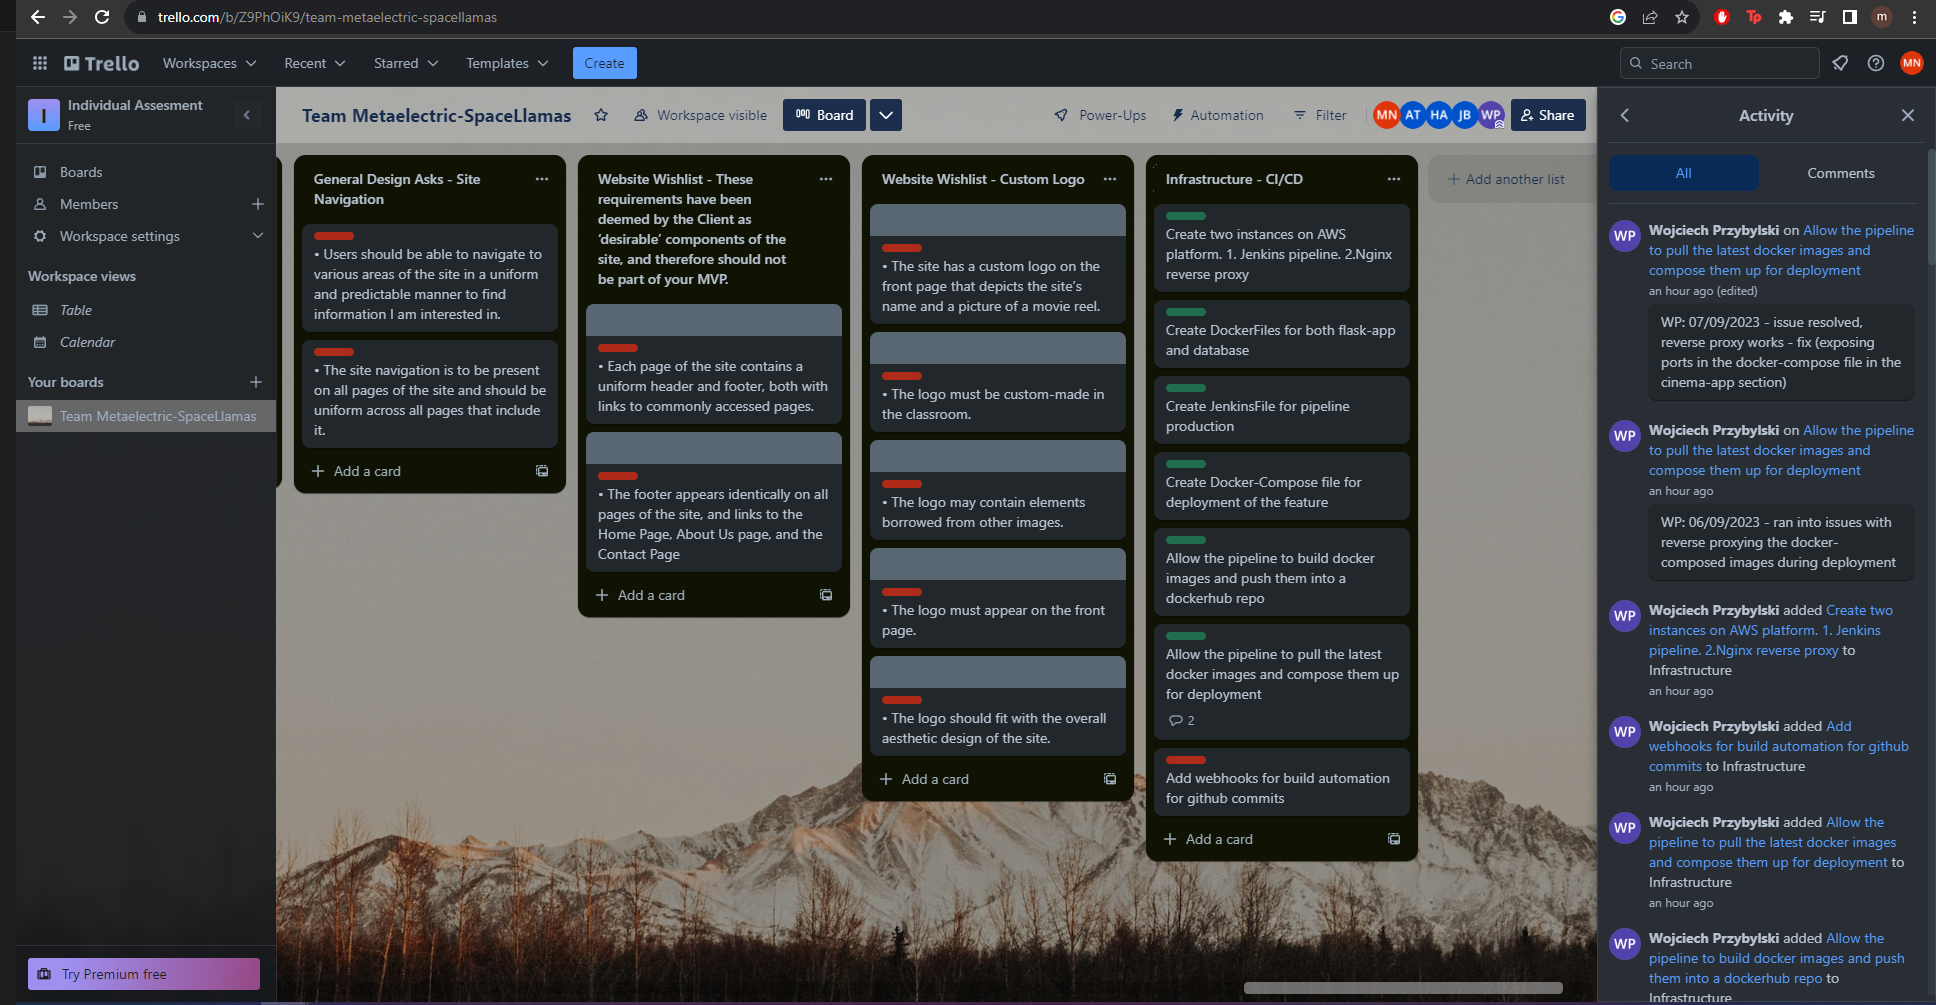 trello.com/b/Z9PhOiK9/team-metaelectric-spacellamas
Tp
m
Trello
Workspaces
Recent
Starred
Templates
Create
Search
MN
I
Individual Assesment
Free
Boards
Members
Workspace settings
Workspace views
Table
Calendar
Your boards
Team Metaelectric-SpaceLlamas
Try Premium free
Team Metaelectric-SpaceLlamas
Workspace visible
Board
Power-Ups
Automation
Filter
MN
AT
HA
JB
WP
Share
General Design Asks - Site
Navigation
• Users should be able to navigate to
various areas of the site in a uniform
and predictable manner to find
information I am interested in.
• The site navigation is to be present
on all pages of the site and should be
uniform across all pages that include
it.
Add a card
Website Wishlist - These
requirements have been
deemed by the Client as
‘desirable’ components of the
site, and therefore should not
be part of your MVP.
• Each page of the site contains a
uniform header and footer, both with
links to commonly accessed pages.
• The footer appears identically on all
pages of the site, and links to the
Home Page, About Us page, and the
Contact Page
Add a card
Website Wishlist - Custom Logo
• The site has a custom logo on the
front page that depicts the site’s
name and a picture of a movie reel.
• The logo must be custom-made in
the classroom.
• The logo may contain elements
borrowed from other images.
• The logo must appear on the front
page.
• The logo should fit with the overall
aesthetic design of the site.
Add a card
Infrastructure - CI/CD
Create two instances on AWS
platform. 1. Jenkins pipeline. 2.Nginx
reverse proxy
Create DockerFiles for both flask-app
and database
Create JenkinsFile for pipeline
production
Create Docker-Compose file for
deployment of the feature
Allow the pipeline to build docker
images and push them into a
dockerhub repo
Allow the pipeline to pull the latest
docker images and compose them up
for deployment
2
Add webhooks for build automation
for github commits
Add a card
Add another list
Activity
All
Comments
WP
Wojciech Przybylski on Allow the pipeline
to pull the latest docker images and
compose them up for deployment
an hour ago (edited)
WP: 07/09/2023 - issue resolved,
reverse proxy works - fix (exposing
ports in the docker-compose file in the
cinema-app section)
WP
Wojciech Przybylski on Allow the pipeline
to pull the latest docker images and
compose them up for deployment
an hour ago
WP: 06/09/2023 - ran into issues with
reverse proxying the docker-
composed images during deployment
WP
Wojciech Przybylski added Create two
instances on AWS platform. 1. Jenkins
pipeline. 2.Nginx reverse proxy to
Infrastructure
an hour ago
WP
Wojciech Przybylski added Add
webhooks for build automation for github
commits to Infrastructure
an hour ago
WP
Wojciech Przybylski added Allow the
pipeline to pull the latest docker images
and compose them up for deployment to
Infrastructure
an hour ago
WP
Wojciech Przybylski added Allow the
pipeline to build docker images and push
them into a dockerhub repo to
Infrastructure